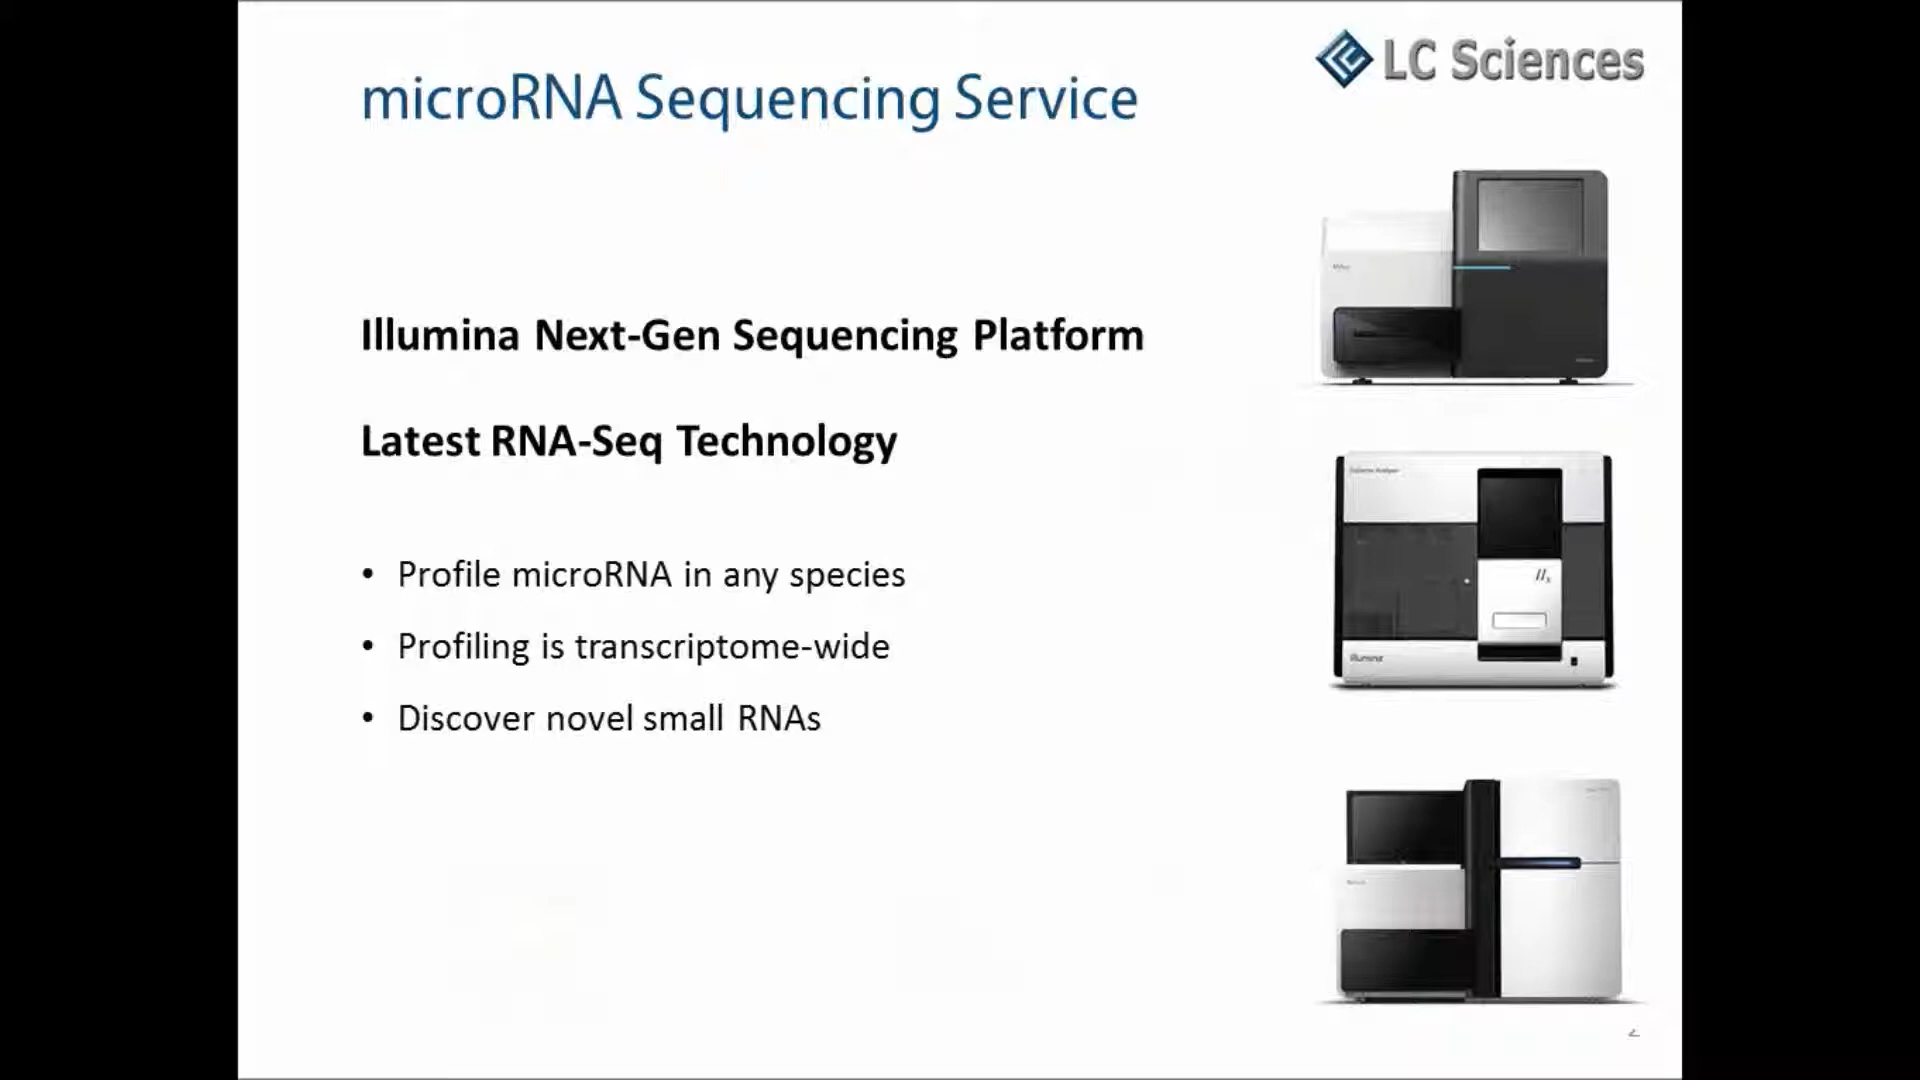 LC Sciences
microRNA Sequencing Service
Illumina Next-Gen Sequencing Platform
Latest RNA-Seq Technology
• Profile microRNA in any species
• Profiling is transcriptome-wide
• Discover novel small RNAs
illumina